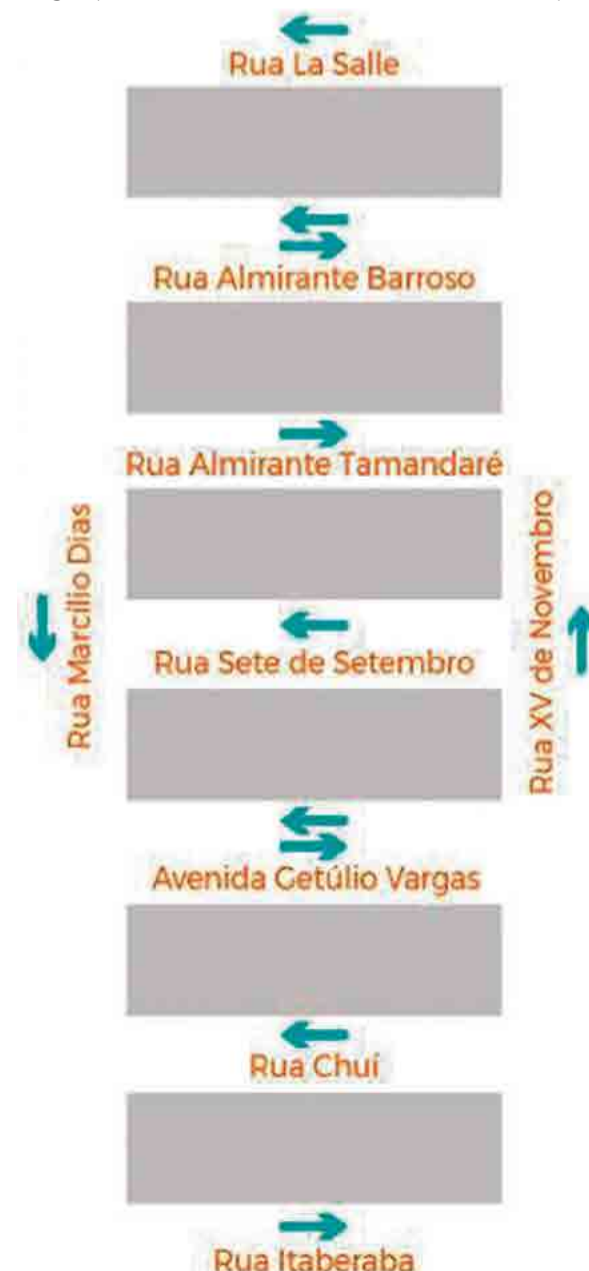 Rua La Salle
Rua Almirante Barroso
Rua Almirante Tamandaré
Rua Marcílio Dias
Rua XV de Novembro
Rua Sete de Setembro
Avenida Getúlio Vargas
Rua Chuí
Rua Itaberaba